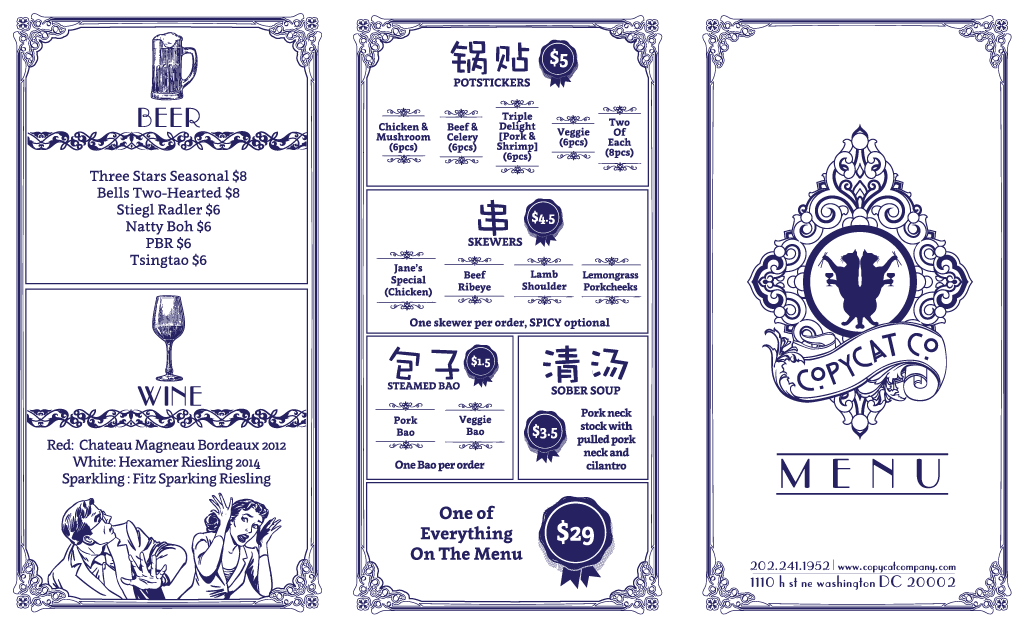 BEER
Three Stars Seasonal $8
Bells Two-Hearted $8
Stiegl Radler $6
Natty Boh $6
PBR $6
Tsingtao $6
WINE
Red: Chateau Magneau Bordeaux 2012
White: Hexamer Riesling 2014
Sparkling : Fitz Sparking Riesling
锅贴 $5
POTSTICKERS
Chicken &
Mushroom
(6pcs)
Beef &
Celery
(6pcs)
Triple
Delight
[Pork &
Shrimp]
(6pcs)
Veggie
(6pcs)
Two
Of
Each
(8pcs)
串 $4.5
SKEWERS
Jane's
Special
(Chicken)
Beef
Ribeye
Lamb
Shoulder
Lemongrass
Porkcheeks
One skewer per order, SPICY optional
包子 $1.5
STEAMED BAO
Pork
Bao
Veggie
Bao
One Bao per order
清汤
SOBER SOUP
$3.5
Pork neck
stock with
pulled pork
neck and
cilantro
One of
Everything
On The Menu
$29
COPYCAT CO
MENU
202.241.1952 | www.copycatcompany.com
1110 h st ne washington DC 20002